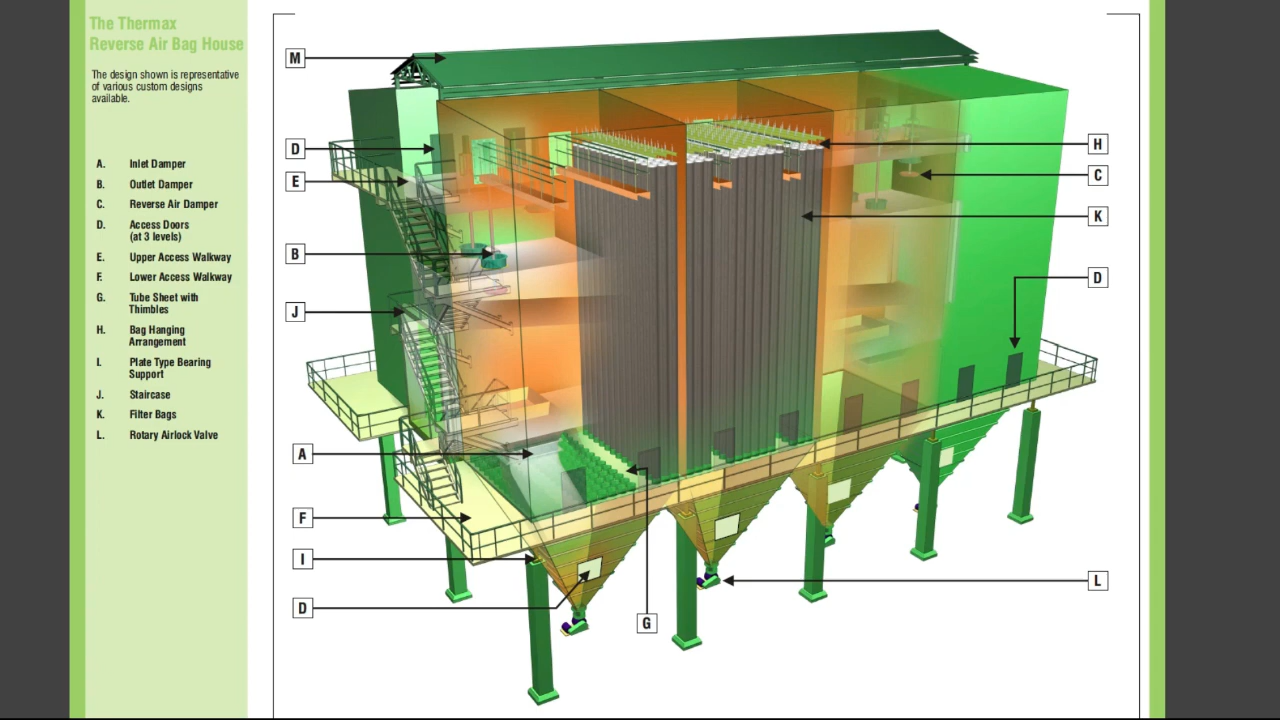 The Thermax
Reverse Air Bag House
The design shown is representative
of various custom designs
available.
A. Inlet Damper
B. Outlet Damper
C. Reverse Air Damper
D. Access Doors
(at 3 levels)
E. Upper Access Walkway
F. Lower Access Walkway
G. Tube Sheet with
Thimbles
H. Bag Hanging
Arrangement
I. Plate Type Bearing
Support
J. Staircase
K. Filter Bags
L. Rotary Airlock Valve
M
D
H
E
C
K
B
D
J
A
F
I
L
D
G